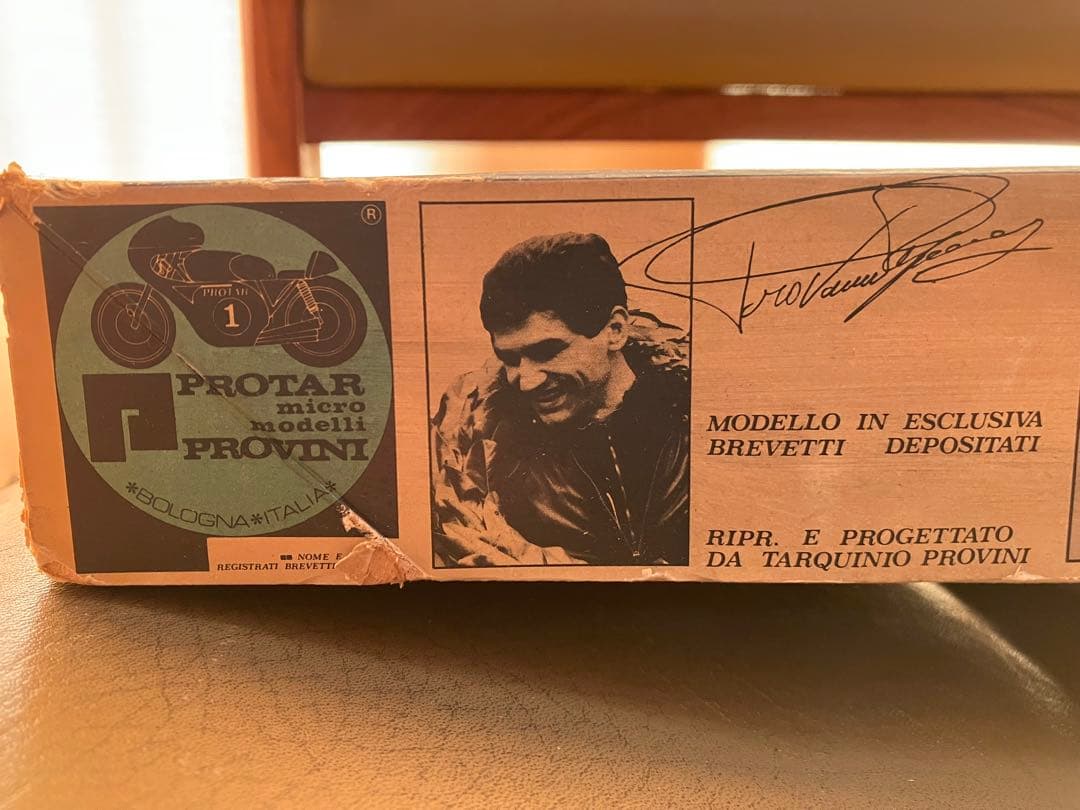 ®
PROTAR
1
PROTAR
micro
modelli
PROVINI
*BOLOGNA*ITALIA*
NOME E
REGISTRATI BREVETTI
MODELLO IN ESCLUSIVA
BREVETTI DEPOSITATI
RIPR. E PROGETTATO
DA TARQUINIO PROVINI